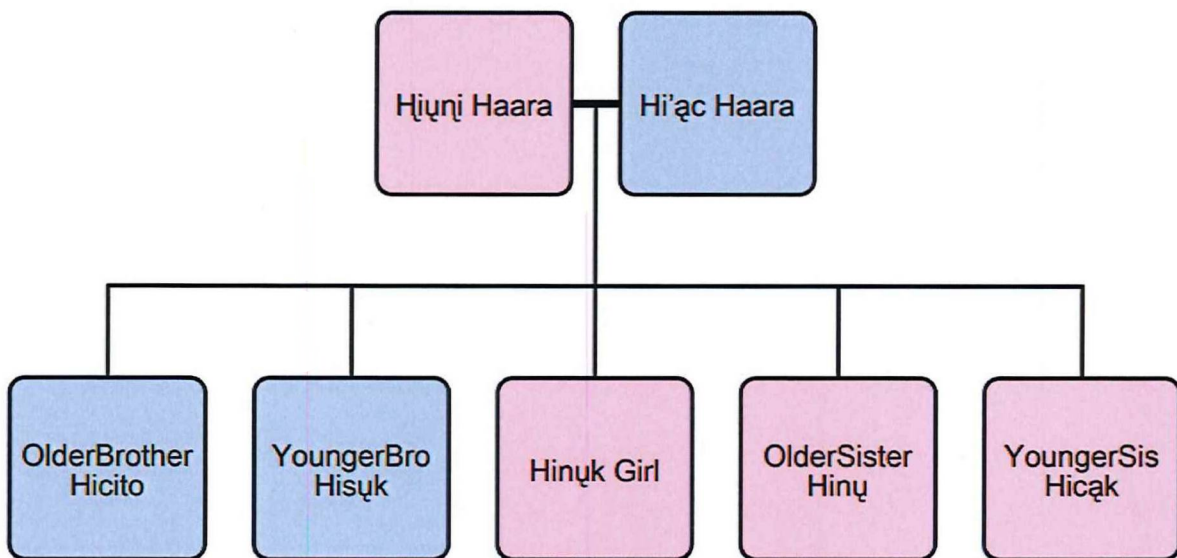 Hįųnį Haara
Hi’ąc Haara
OlderBrother
Hicito
YoungerBro
Hisųk
Hinųk Girl
OlderSister
Hinų
YoungerSis
Hicąk